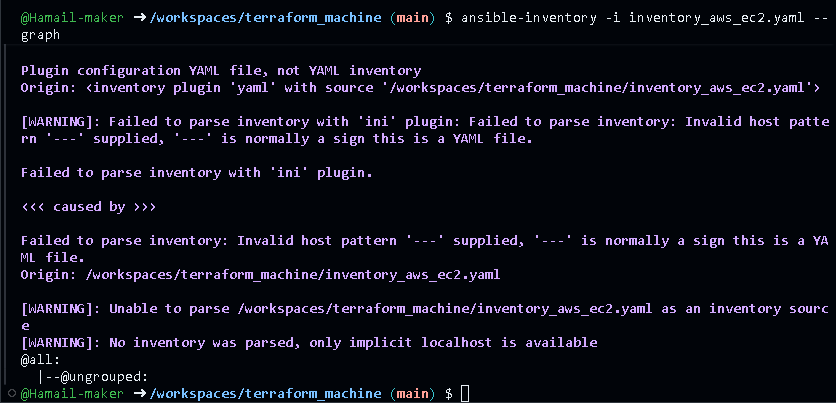 @Hamail-maker ➜/workspaces/terraform_machine (main) $ ansible-inventory -i inventory_aws_ec2.yaml --
graph
Plugin configuration YAML file, not YAML inventory
Origin: <inventory plugin 'yaml' with source '/workspaces/terraform_machine/inventory_aws_ec2.yaml'>
[WARNING]: Failed to parse inventory with 'ini' plugin: Failed to parse inventory: Invalid host patte
rn '---' supplied, '---' is normally a sign this is a YAML file.
Failed to parse inventory with 'ini' plugin.
<<< caused by >>>
Failed to parse inventory: Invalid host pattern '---' supplied, '---' is normally a sign this is a YA
ML file.
Origin: /workspaces/terraform_machine/inventory_aws_ec2.yaml
[WARNING]: Unable to parse /workspaces/terraform_machine/inventory_aws_ec2.yaml as an inventory sourc
e
[WARNING]: No inventory was parsed, only implicit localhost is available
@all:
  |--@ungrouped:
@Hamail-maker ➜/workspaces/terraform_machine (main) $